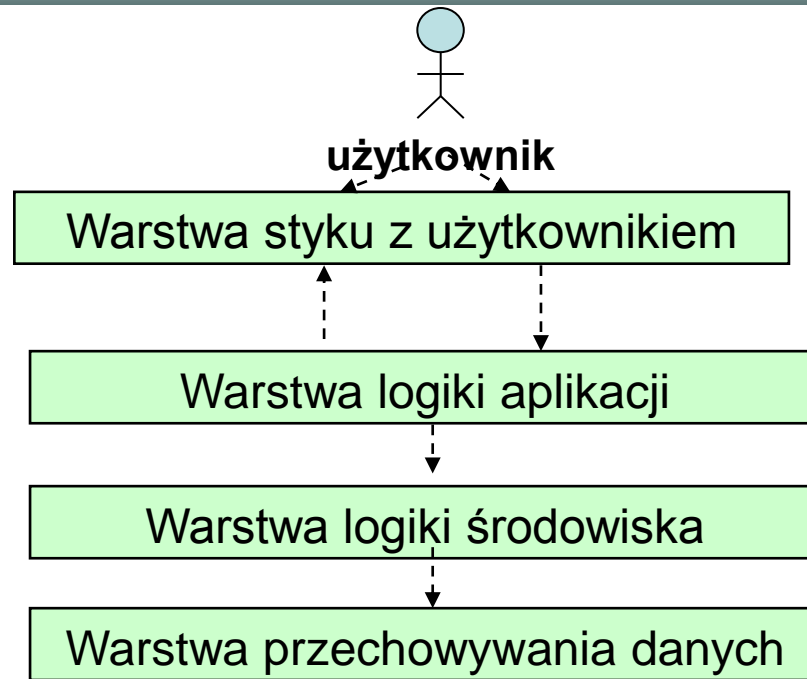 użytkownik
Warstwa styku z użytkownikiem
Warstwa logiki aplikacji
Warstwa logiki środowiska
Warstwa przechowywania danych